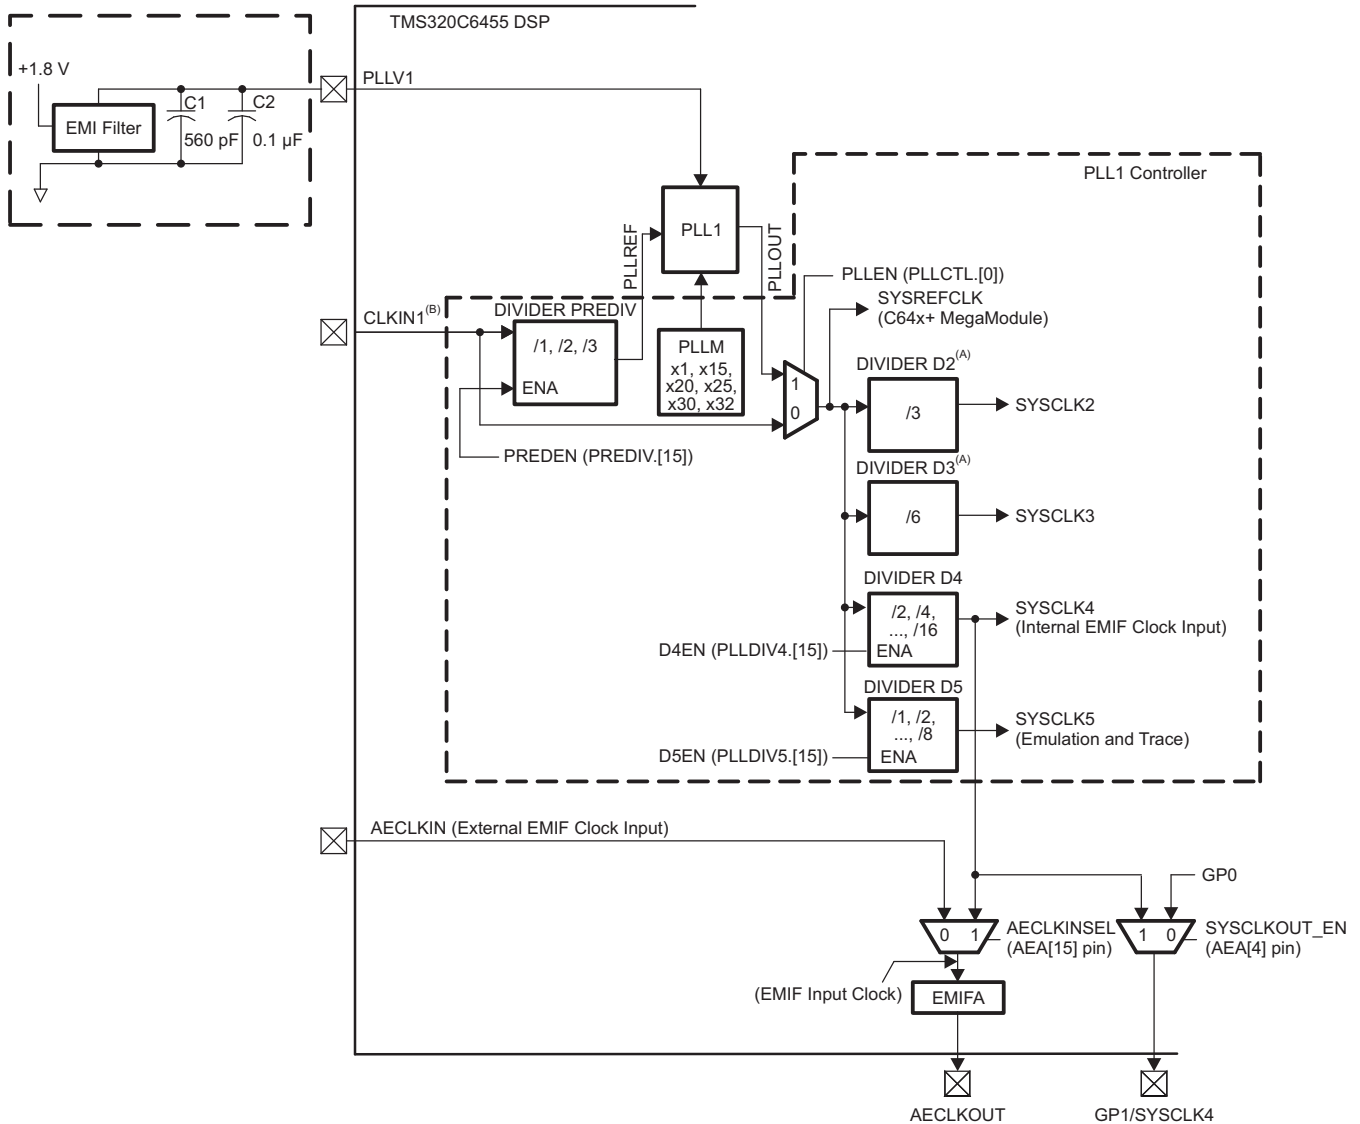 TMS320C6455 DSP
+1.8 V
PLLV1
C1
C2
EMI Filter
560 pF
0.1 µF
PLL1 Controller
PLL1
PLLREF
PLLOUT
PLLEN (PLLCTL.[0])
SYSREFCLK
(C64x+ MegaModule)
CLKIN1(B)
DIVIDER PREDIV
/1, /2, /3
ENA
PLLM
x1, x15,
x20, x25,
x30, x32
1
0
DIVIDER D2(A)
/3
SYSCLK2
PREDEN (PREDIV.[15])
DIVIDER D3(A)
/6
SYSCLK3
DIVIDER D4
/2, /4,
..., /16
ENA
SYSCLK4
(Internal EMIF Clock Input)
D4EN (PLLDIV4.[15])
DIVIDER D5
/1, /2,
..., /8
ENA
SYSCLK5
(Emulation and Trace)
D5EN (PLLDIV5.[15])
AECLKIN (External EMIF Clock Input)
GP0
0 1
AECLKINSEL
(AEA[15] pin)
1 0
SYSCLKOUT_EN
(AEA[4] pin)
(EMIF Input Clock)
EMIFA
AECLKOUT
GP1/SYSCLK4